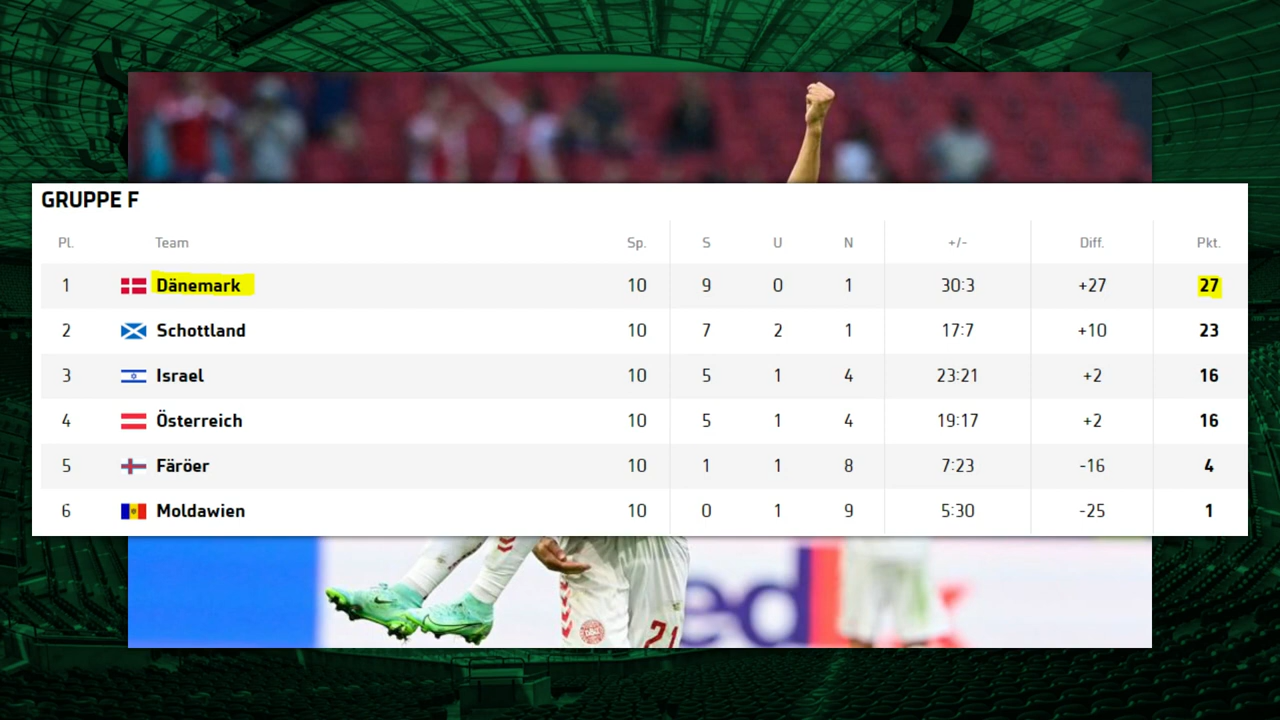 GRUPPE F
Pl. Team Sp. S U N +/- Diff. Pkt.
1 Dänemark 10 9 0 1 30:3 +27 27
2 Schottland 10 7 2 1 17:7 +10 23
3 Israel 10 5 1 4 23:21 +2 16
4 Österreich 10 5 1 4 19:17 +2 16
5 Färöer 10 1 1 8 7:23 -16 4
6 Moldawien 10 0 1 9 5:30 -25 1
ed
21